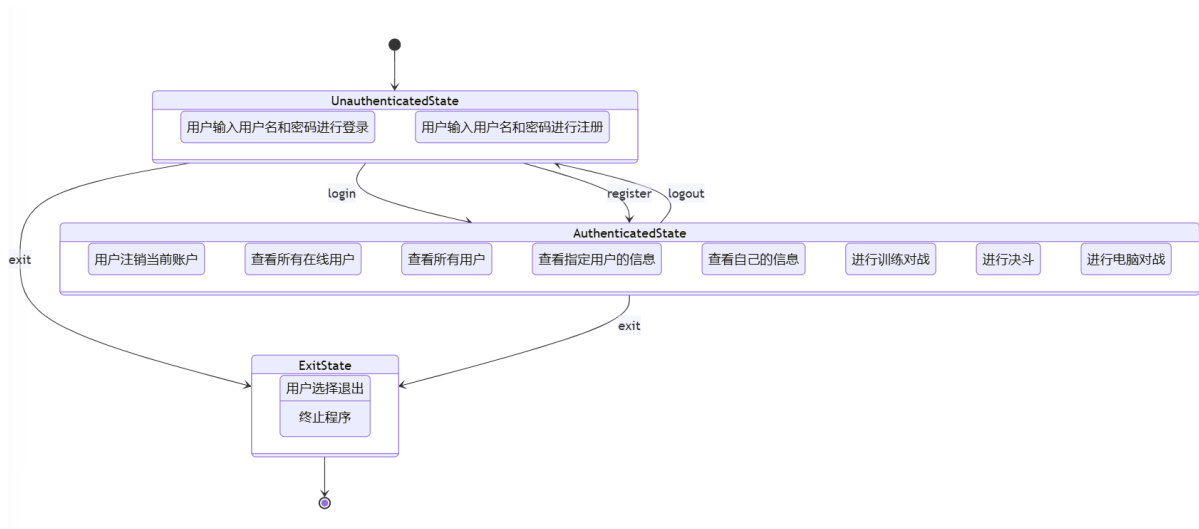 UnauthenticatedState
用户输入用户名和密码进行登录
用户输入用户名和密码进行注册
login
register
logout
exit
AuthenticatedState
用户注销当前账户
查看所有在线用户
查看所有用户
查看指定用户的信息
查看自己的信息
进行训练对战
进行决斗
进行电脑对战
exit
ExitState
用户选择退出
终止程序